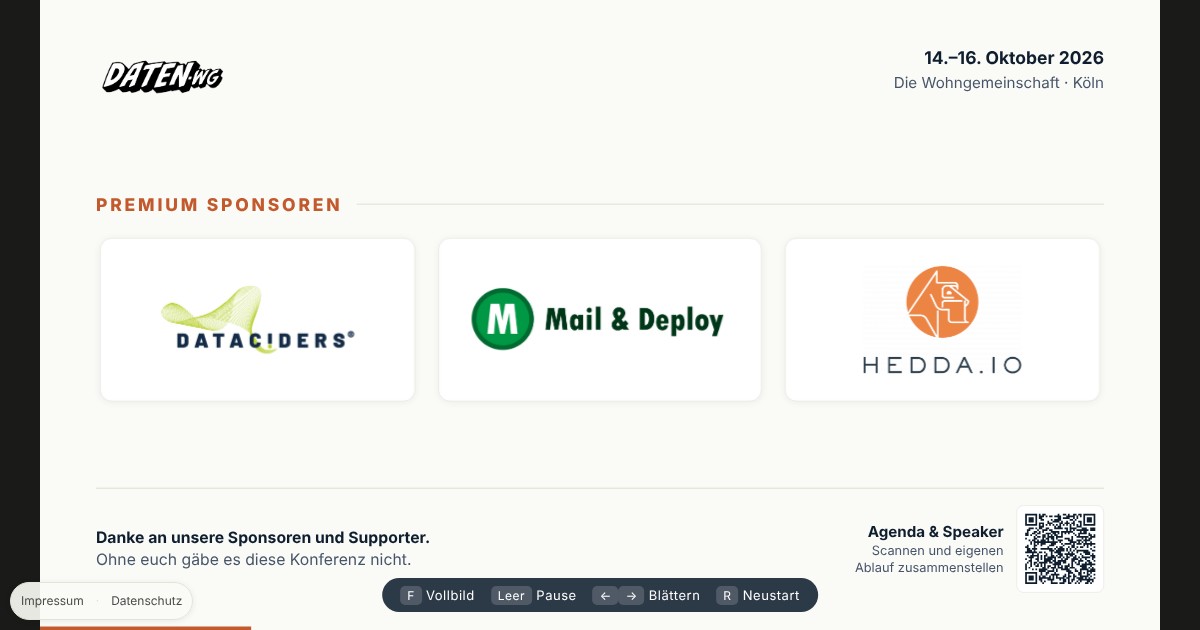 DATEN-WG
14.–16. Oktober 2026
Die Wohngemeinschaft · Köln
PREMIUM SPONSOREN
DATAC!DERS®
M Mail & Deploy
HEDDA.IO
Danke an unsere Sponsoren und Supporter.
Ohne euch gäbe es diese Konferenz nicht.
Agenda & Speaker
Scannen und eigenen
Ablauf zusammenstellen
Impressum · Datenschutz
F Vollbild Leer Pause ← → Blättern R Neustart